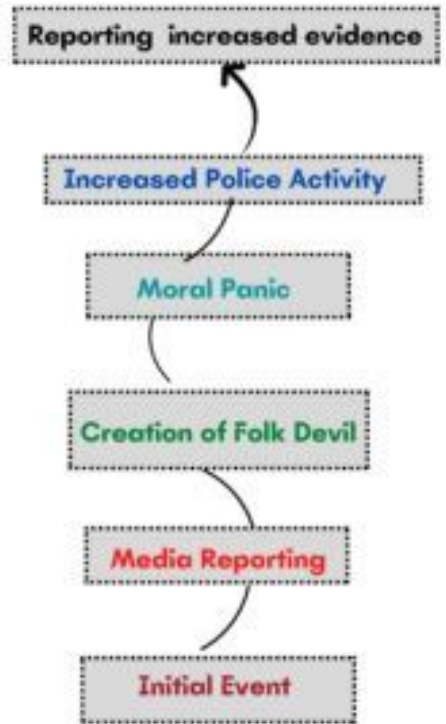 Reporting increased evidence
Increased Police Activity
Moral Panic
Creation of Folk Devil
Media Reporting
Initial Event